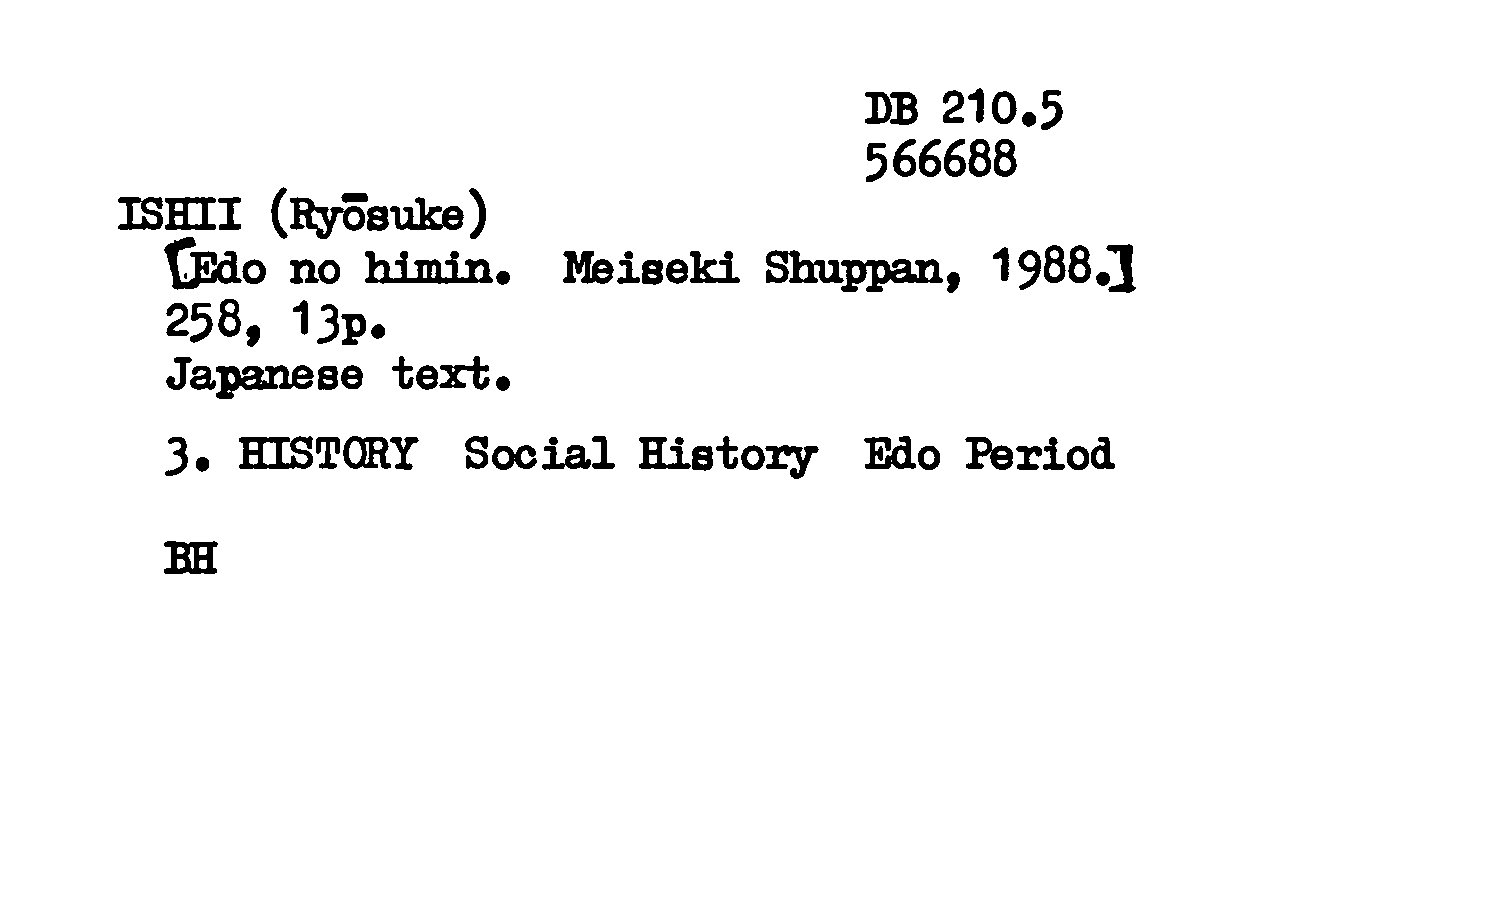 DB 210.5
566688
ISHII (Ryōsuke)
[Edo no himin. Meiseki Shuppan, 1988.]
258, 13p.
Japanese text.
3. HISTORY Social History Edo Period
BH